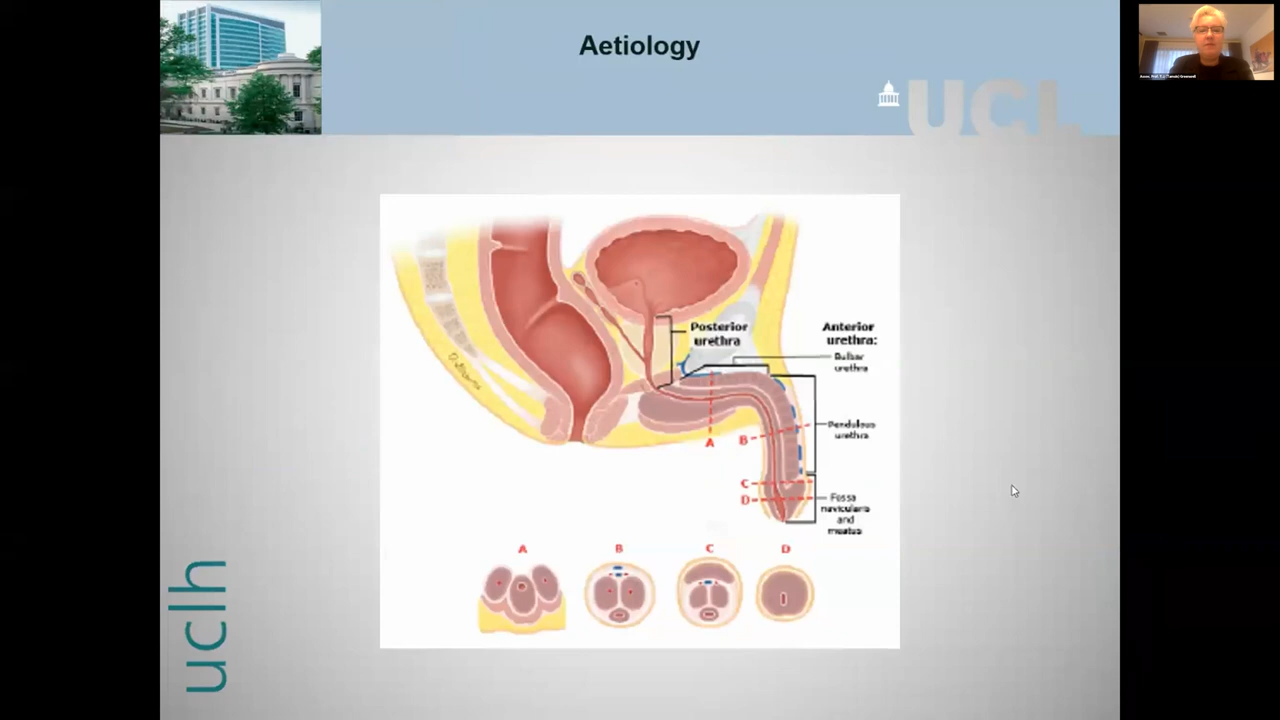 Aetiology
UCL
Posterior
urethra
Anterior
urethra:
Bulbar
urethra
Pendulous
urethra
A
B
C
D
Fossa
navicularis
and
meatus
A
B
C
D
uclh